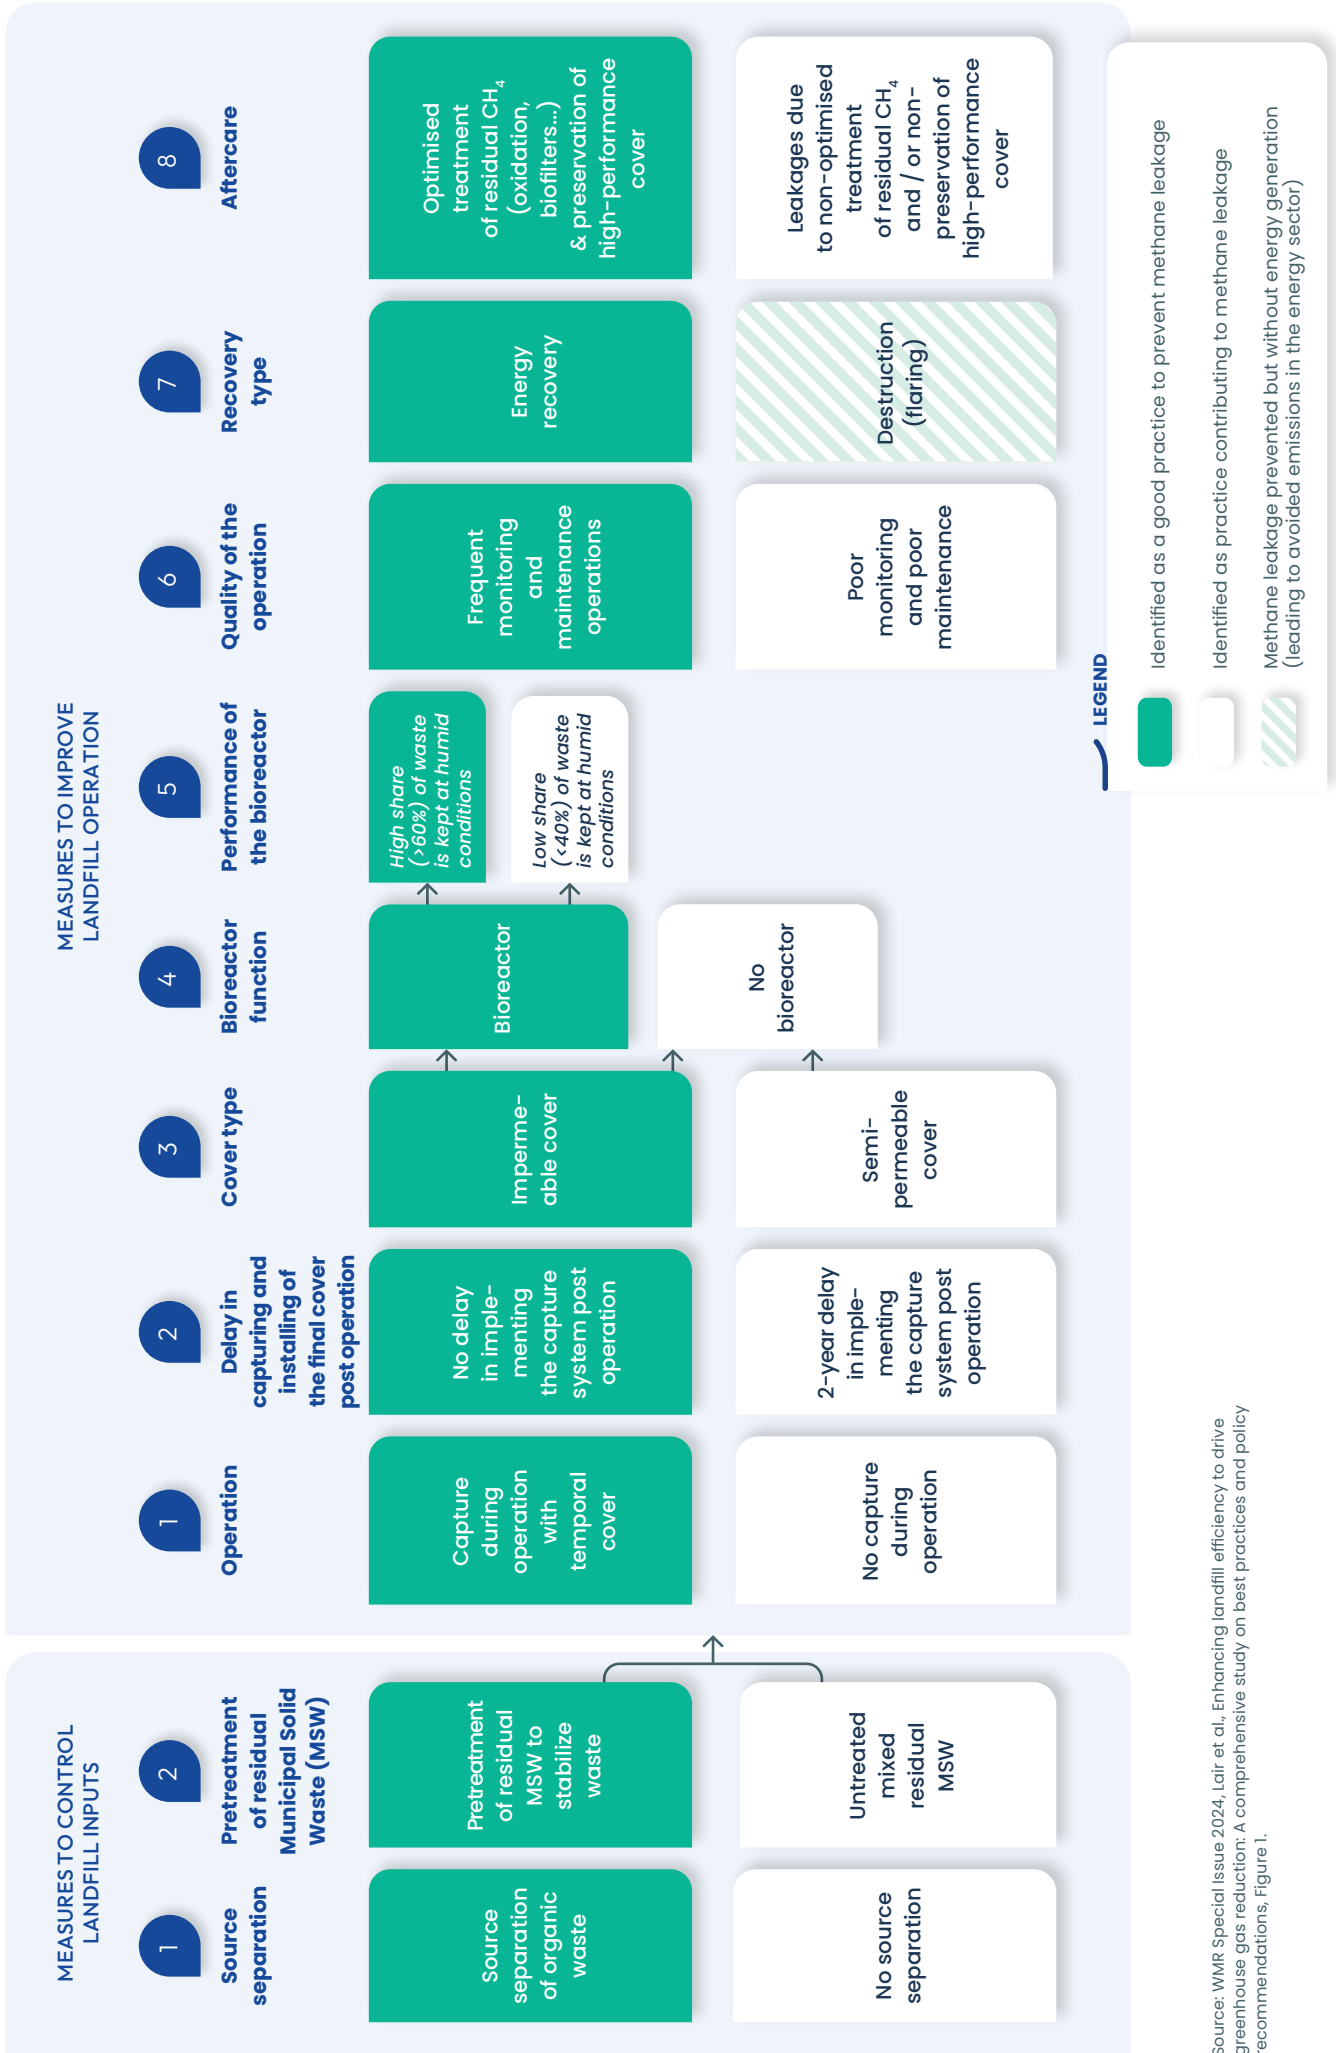 MEASURES TO CONTROL
LANDFILL INPUTS
1
Source
separation
2
Pretreatment
of residual
Municipal Solid
Waste (MSW)
Source
separation
of organic
waste
Pretreatment
of residual
MSW to
stabilize
waste
No source
separation
Untreated
mixed
residual
MSW
MEASURES TO IMPROVE
LANDFILL OPERATION
1
Operation
2
Delay in
capturing and
installing of
the final cover
post operation
3
Cover type
4
Bioreactor
function
5
Performance of
the bioreactor
6
Quality of the
operation
7
Recovery
type
8
Aftercare
Capture
during
operation
with
temporal
cover
No delay
in imple-
menting
the capture
system post
operation
Imperme-
able cover
Bioreactor
High share
(>60%) of waste
is kept at humid
conditions
Low share
(<40%) of waste
is kept at humid
conditions
Frequent
monitoring
and
maintenance
operations
Energy
recovery
Optimised
treatment
of residual CH₄
(oxidation,
biofilters...)
& preservation of
high-performance
cover
No capture
during
operation
2-year delay
in imple-
menting
the capture
system post
operation
Semi-
permeable
cover
No
bioreactor
Poor
monitoring
and poor
maintenance
Destruction
(flaring)
Leakages due
to non-optimised
treatment
of residual CH₄
and / or non-
preservation of
high-performance
cover
LEGEND
Identified as a good practice to prevent methane leakage
Identified as practice contributing to methane leakage
Methane leakage prevented but without energy generation
(leading to avoided emissions in the energy sector)
Source: WMR Special Issue 2024, Lair et al., Enhancing landfill efficiency to drive
greenhouse gas reduction: A comprehensive study on best practices and policy
recommendations, Figure 1.